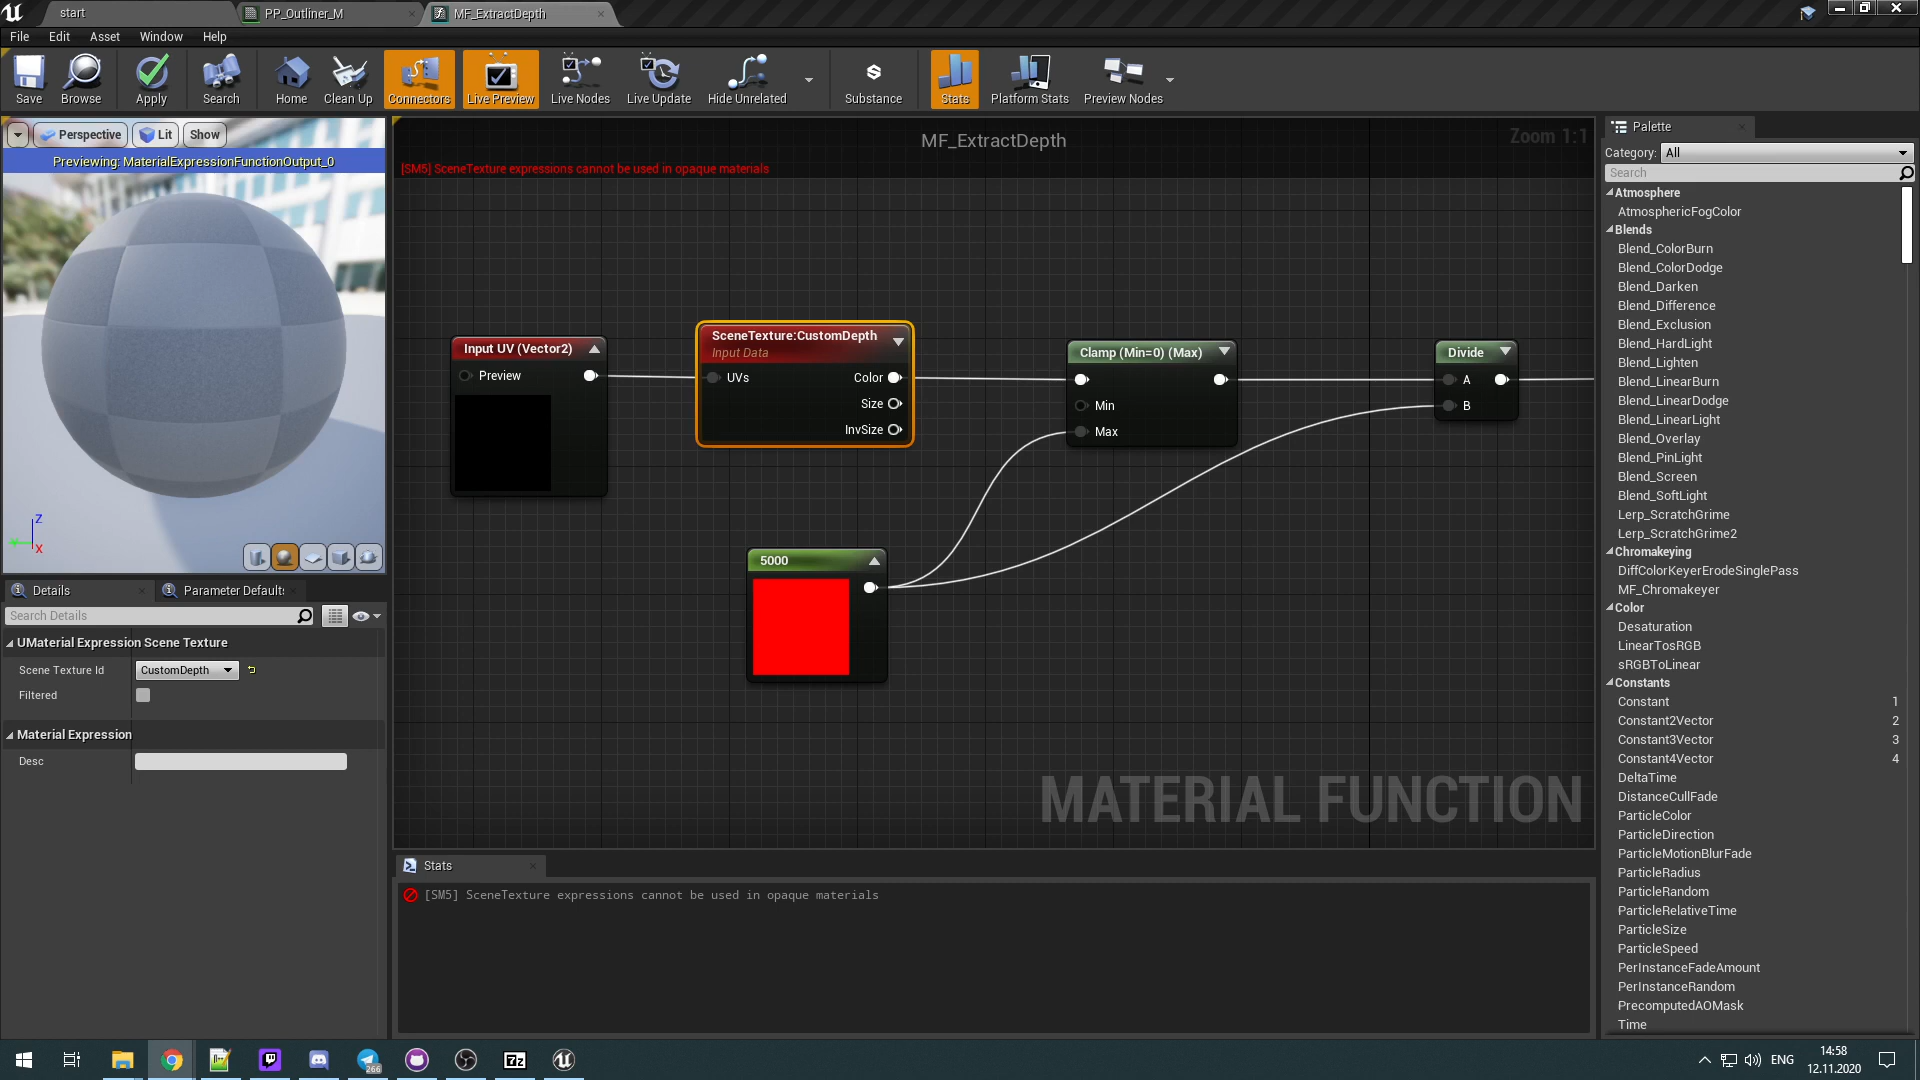 start
PP_Outliner_M
MF_ExtractDepth
File Edit Asset Window Help
Save
Browse
Apply
Search
Home
Clean Up
Connectors
Live Preview
Live Nodes
Live Update
Hide Unrelated
Substance
Stats
Platform Stats
Preview Nodes
Perspective
Lit
Show
Previewing: MaterialExpressionFunctionOutput_0
Z
X
MF_ExtractDepth
Zoom 1:1
[SM5] SceneTexture expressions cannot be used in opaque materials
Input UV (Vector2)
Preview
SceneTexture:CustomDepth
Input Data
UVs
Color
Size
InvSize
Clamp (Min=0) (Max)
Min
Max
Divide
A
B
5000
MATERIAL FUNCTION
Details
Parameter Default
Search Details
UMaterial Expression Scene Texture
Scene Texture Id
CustomDepth
Filtered
Material Expression
Desc
Stats
[SM5] SceneTexture expressions cannot be used in opaque materials
Palette
Category: All
Search
Atmosphere
AtmosphericFogColor
Blends
Blend_ColorBurn
Blend_ColorDodge
Blend_Darken
Blend_Difference
Blend_Exclusion
Blend_HardLight
Blend_Lighten
Blend_LinearBurn
Blend_LinearDodge
Blend_LinearLight
Blend_Overlay
Blend_PinLight
Blend_Screen
Blend_SoftLight
Lerp_ScratchGrime
Lerp_ScratchGrime2
Chromakeying
DiffColorKeyerErodeSinglePass
MF_Chromakeyer
Color
Desaturation
LinearTosRGB
sRGBToLinear
Constants
Constant 1
Constant2Vector 2
Constant3Vector 3
Constant4Vector 4
DeltaTime
DistanceCullFade
ParticleColor
ParticleDirection
ParticleMotionBlurFade
ParticleRadius
ParticleRandom
ParticleRelativeTime
ParticleSize
ParticleSpeed
PerInstanceFadeAmount
PerInstanceRandom
PrecomputedAOMask
Time
266
7z
ENG
14:58
12.11.2020